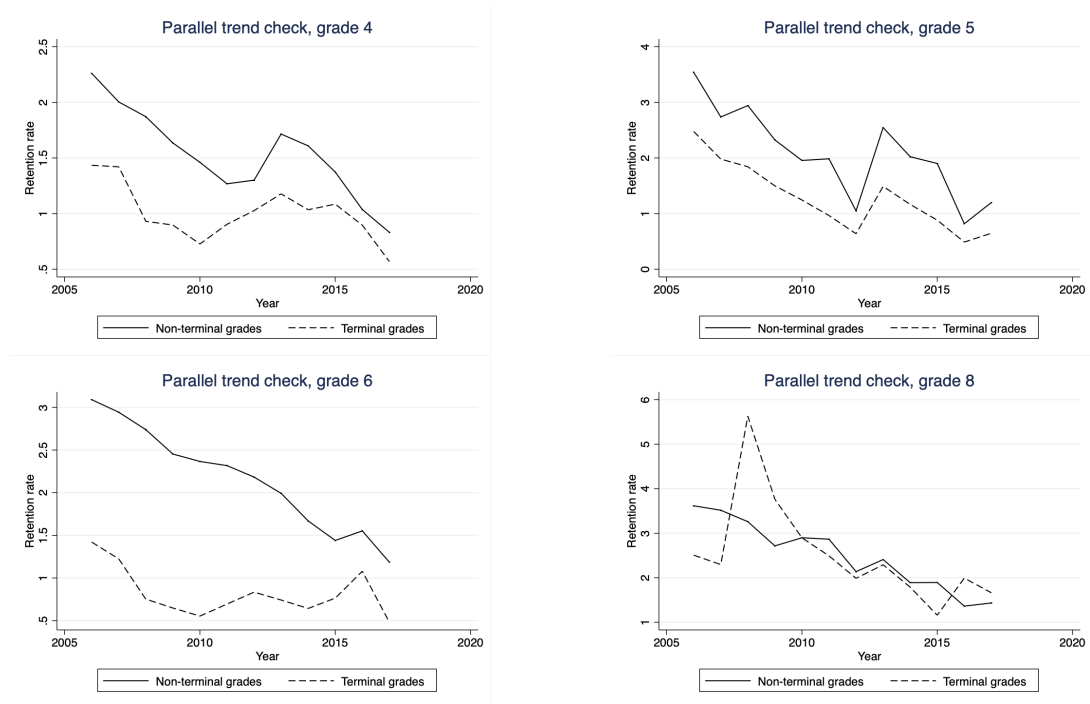 Parallel trend check, grade 4
Retention rate
2.5
2
1.5
1
.5
2005 2010 2015 2020
Year
Non-terminal grades Terminal grades
Parallel trend check, grade 5
Retention rate
4
3
2
1
0
2005 2010 2015 2020
Year
Non-terminal grades Terminal grades
Parallel trend check, grade 6
Retention rate
3
2.5
2
1.5
1
.5
2005 2010 2015 2020
Year
Non-terminal grades Terminal grades
Parallel trend check, grade 8
Retention rate
6
5
4
3
2
1
2005 2010 2015 2020
Year
Non-terminal grades Terminal grades